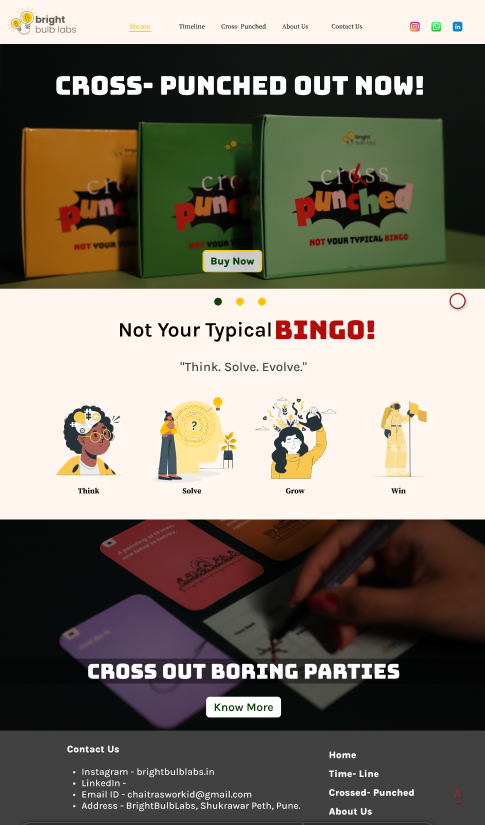 bright
bulb labs
Home
Timeline
Cross- Punched
About Us
Contact Us
in
CROSS- PUNCHED OUT NOW!
bright
bulb labs
cross
punched
NOT YOUR TYPICAL BINGO
Buy Now
Not Your Typical BINGO!
"Think. Solve. Evolve."
?
Think
Solve
Grow
Win
CROSS OUT BORING PARTIES
Know More
Contact Us
• Instagram - brightbulblabs.in
• LinkedIn -
• Email ID - chaitrasworkid@gmail.com
• Address - BrightBulbLabs, Shukrawar Peth, Pune.
Home
Time- Line
Crossed- Punched
About Us